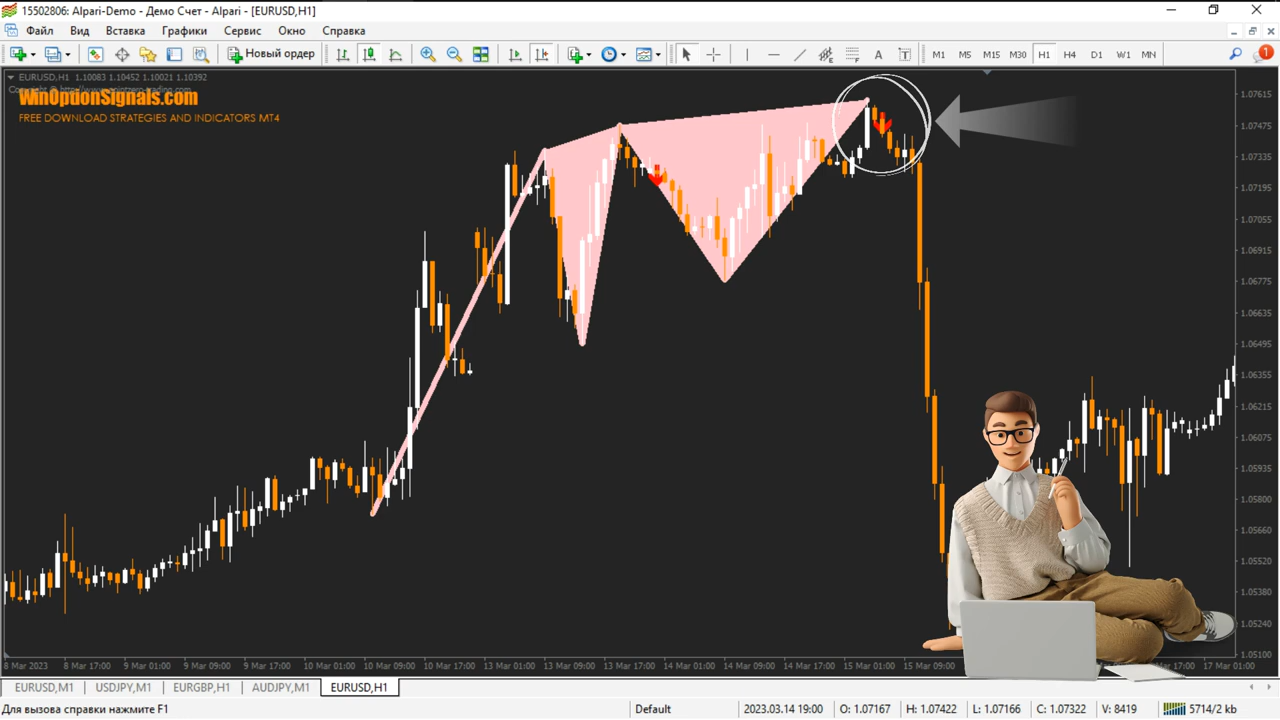 15502806: Alpari-Demo - Демо Счет - Alpari - [EURUSD,H1]
Файл Вид Вставка Графики Сервис Окно Справка
Новый ордер A T M1 M5 M15 M30 H1 H4 D1 W1 MN 1
EURUSD,H1 1.10083 1.10452 1.10021 1.10392
WinOptionSignals.com
FREE DOWNLOAD STRATEGIES AND INDICATORS MT4
1.07615
1.07475
1.07335
1.07195
1.07055
1.06915
1.06775
1.06635
1.06495
1.06355
1.06215
1.06075
1.05935
1.05800
1.05660
1.05520
1.05380
1.05240
1.05100
8 Mar 2023 8 Mar 17:00 9 Mar 01:00 9 Mar 09:00 9 Mar 17:00 10 Mar 01:00 10 Mar 09:00 10 Mar 17:00 13 Mar 01:00 13 Mar 09:00 13 Mar 17:00 14 Mar 01:00 14 Mar 09:00 14 Mar 17:00 15 Mar 01:00 15 Mar 09:00 17:00 17 Mar 01:00
EURUSD,M1 USDJPY,M1 EURGBP,H1 AUDJPY,M1 EURUSD,H1
Для вызова справки нажмите F1 Default 2023.03.14 19:00 O: 1.07167 H: 1.07422 L: 1.07166 C: 1.07322 V: 8419 5714/2 kb